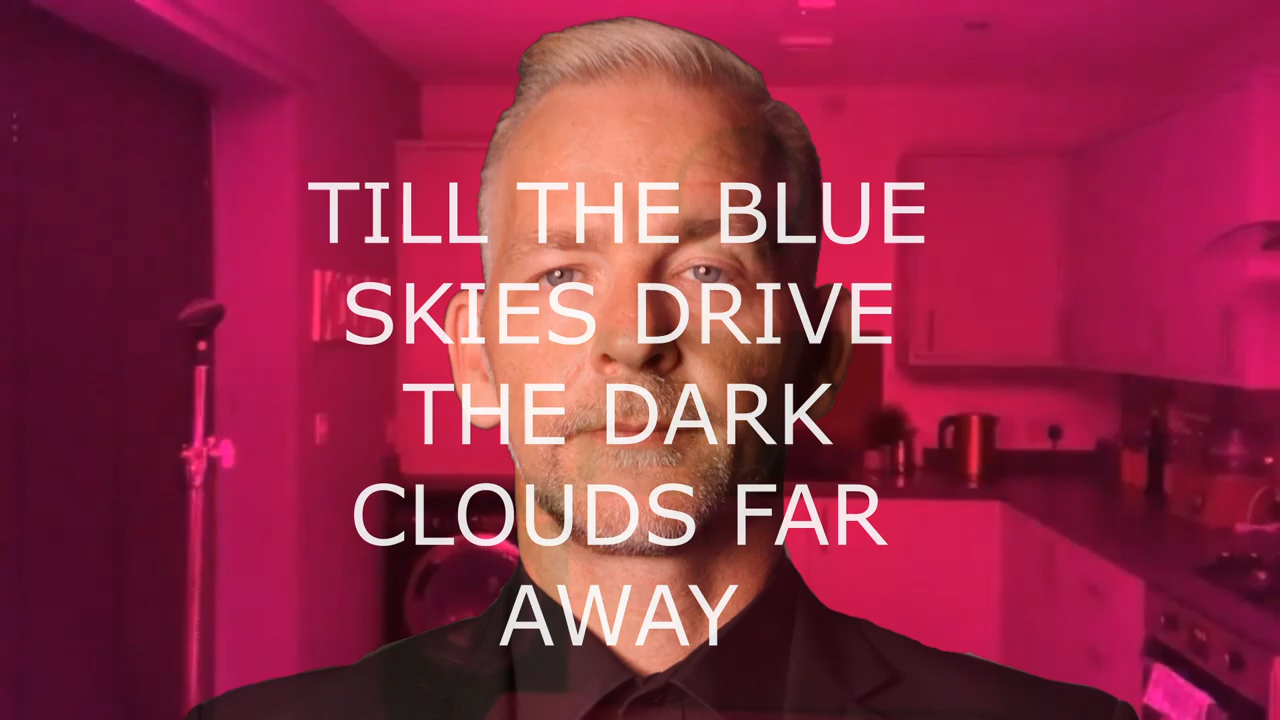 TILL THE BLUE
SKIES DRIVE
THE DARK
CLOUDS FAR
AWAY